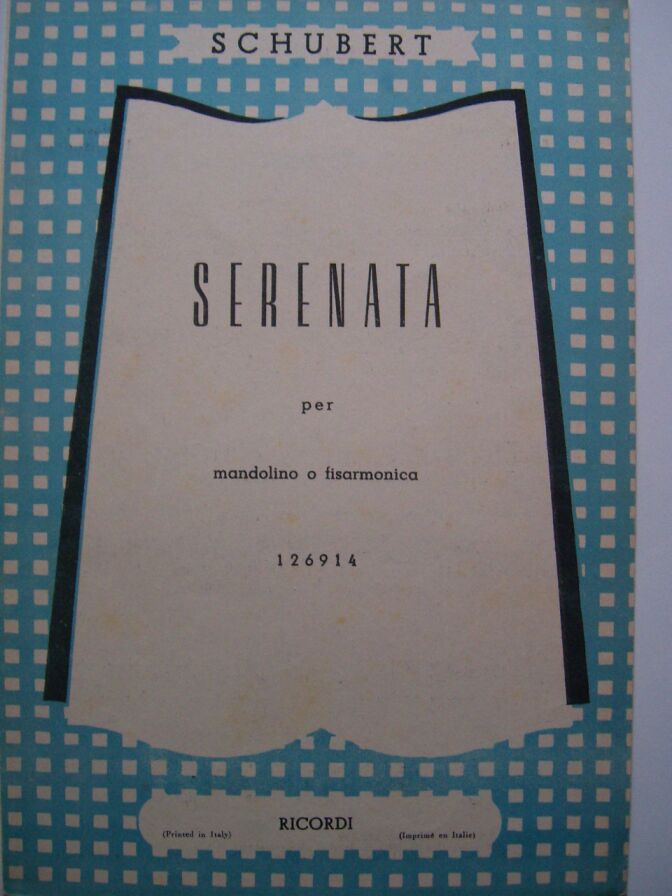 SCHUBERT
SERENATA
per
mandolino o fisarmonica
126914
RICORDI
(Printed in Italy) (Imprimé en Italie)